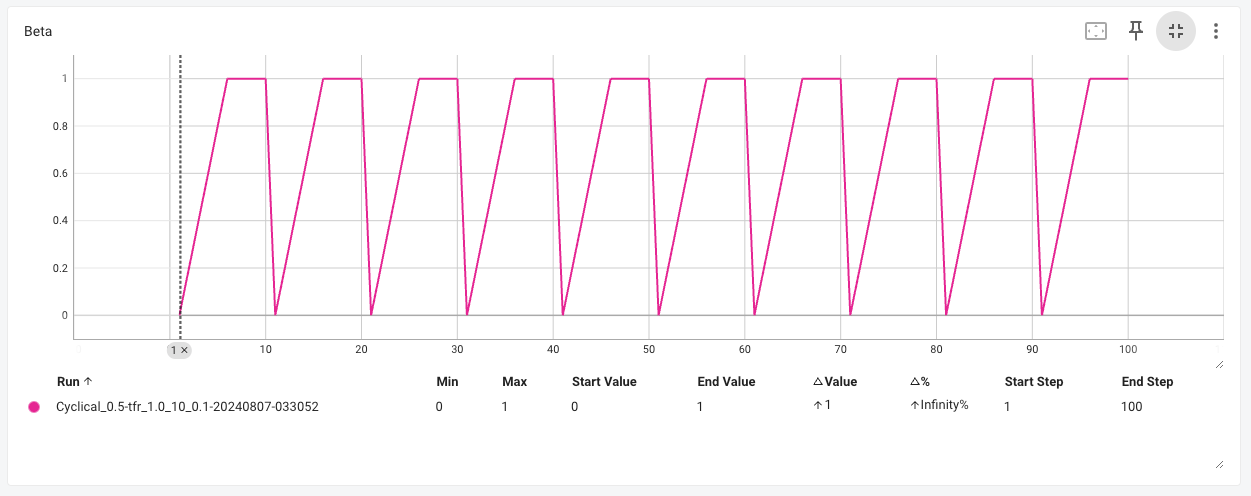 Beta
1
0.8
0.6
0.4
0.2
0
1 × 10 20 30 40 50 60 70 80 90 100
Run ↑ Min Max Start Value End Value △Value △% Start Step End Step
Cyclical_0.5-tfr_1.0_10_0.1-20240807-033052 0 1 0 1 ↑1 ↑Infinity% 1 100